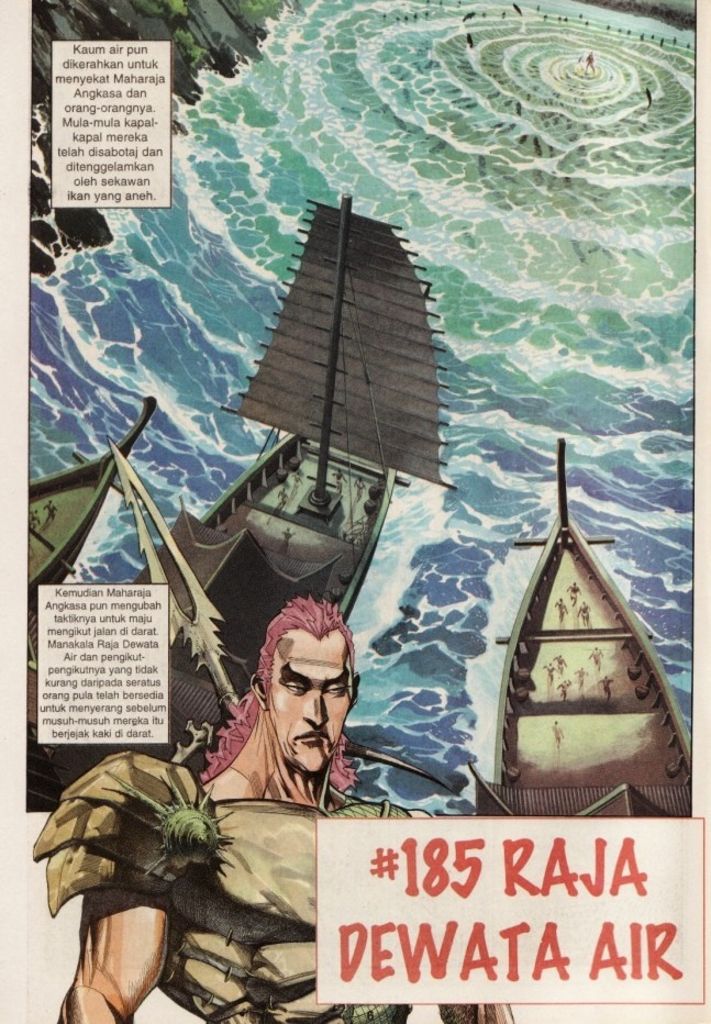 Kaum air pun
dikerahkan untuk
menyekat Maharaja
Angkasa dan
orang-orangnya.
Mula-mula kapal-
kapal mereka
telah disabotaj dan
ditenggelamkan
oleh sekawan
ikan yang aneh.
Kemudian Maharaja
Angkasa pun mengubah
taktiknya untuk maju
mengikut jalan di darat.
Manakala Raja Dewata
Air dan pengikut-
pengikutnya yang tidak
kurang daripada seratus
orang pula telah bersedia
untuk menyerang sebelum
musuh-musuh mereka itu
berjejak kaki di darat.
#185 RAJA
DEWATA AIR